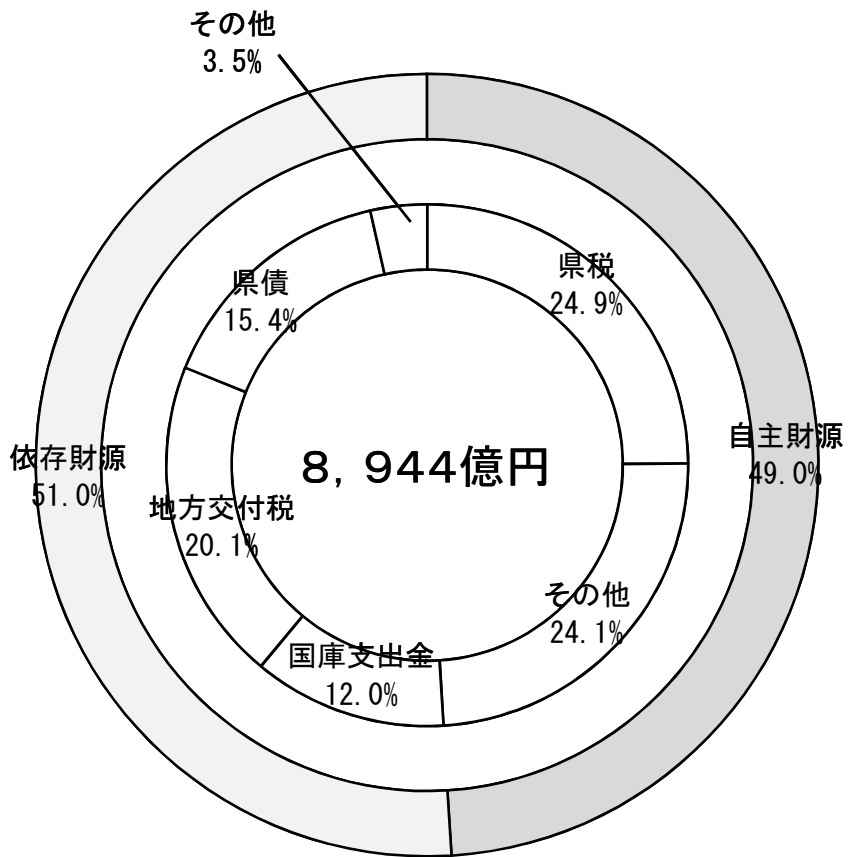 その他
3.5%
県税
24.9%
県債
15.4%
自主財源
49.0%
依存財源
51.0%
8,944億円
地方交付税
20.1%
その他
24.1%
国庫支出金
12.0%